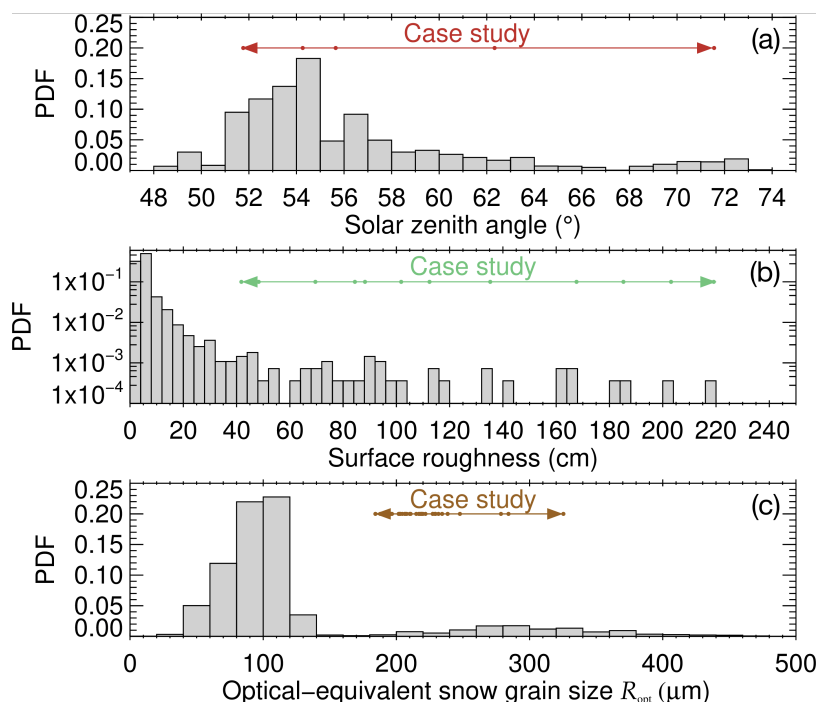 Case study
(a)
PDF
0.25
0.20
0.15
0.10
0.05
0.00
48 50 52 54 56 58 60 62 64 66 68 70 72 74
Solar zenith angle (°)
Case study
(b)
PDF
1x10⁻¹
1x10⁻²
1x10⁻³
1x10⁻⁴
0 20 40 60 80 100 120 140 160 180 200 220 240
Surface roughness (cm)
Case study
(c)
PDF
0.25
0.20
0.15
0.10
0.05
0.00
0 100 200 300 400 500
Optical−equivalent snow grain size R_opt (μm)